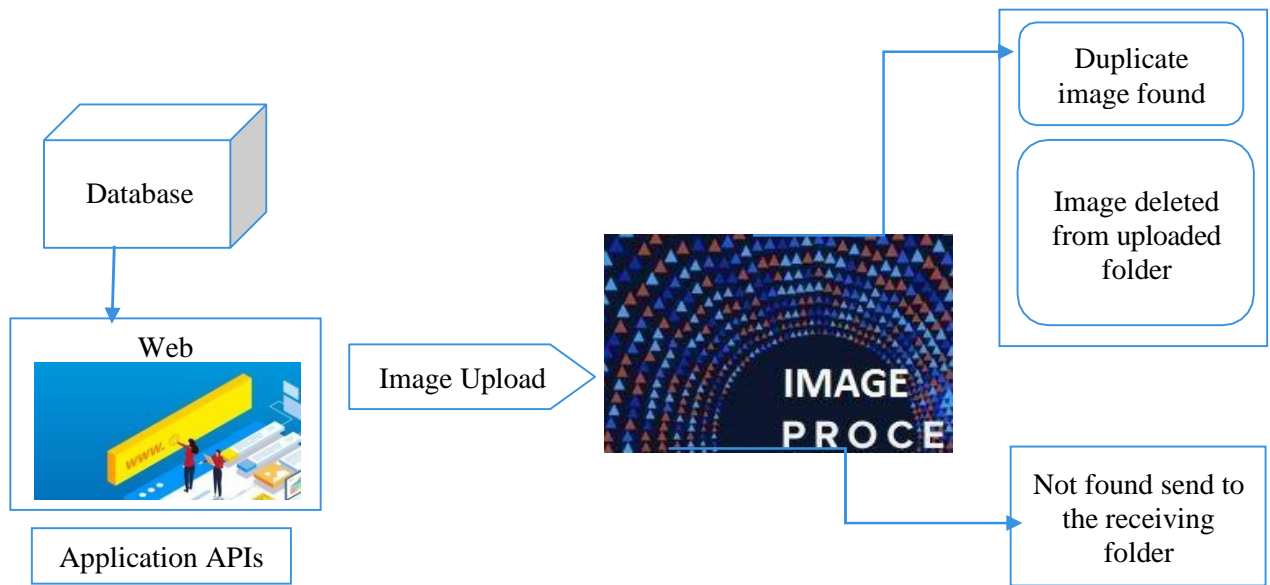 Database
Web
www.
Application APIs
Image Upload
IMAGE
PROCE
Duplicate
image found
Image deleted
from uploaded
folder
Not found send to
the receiving
folder